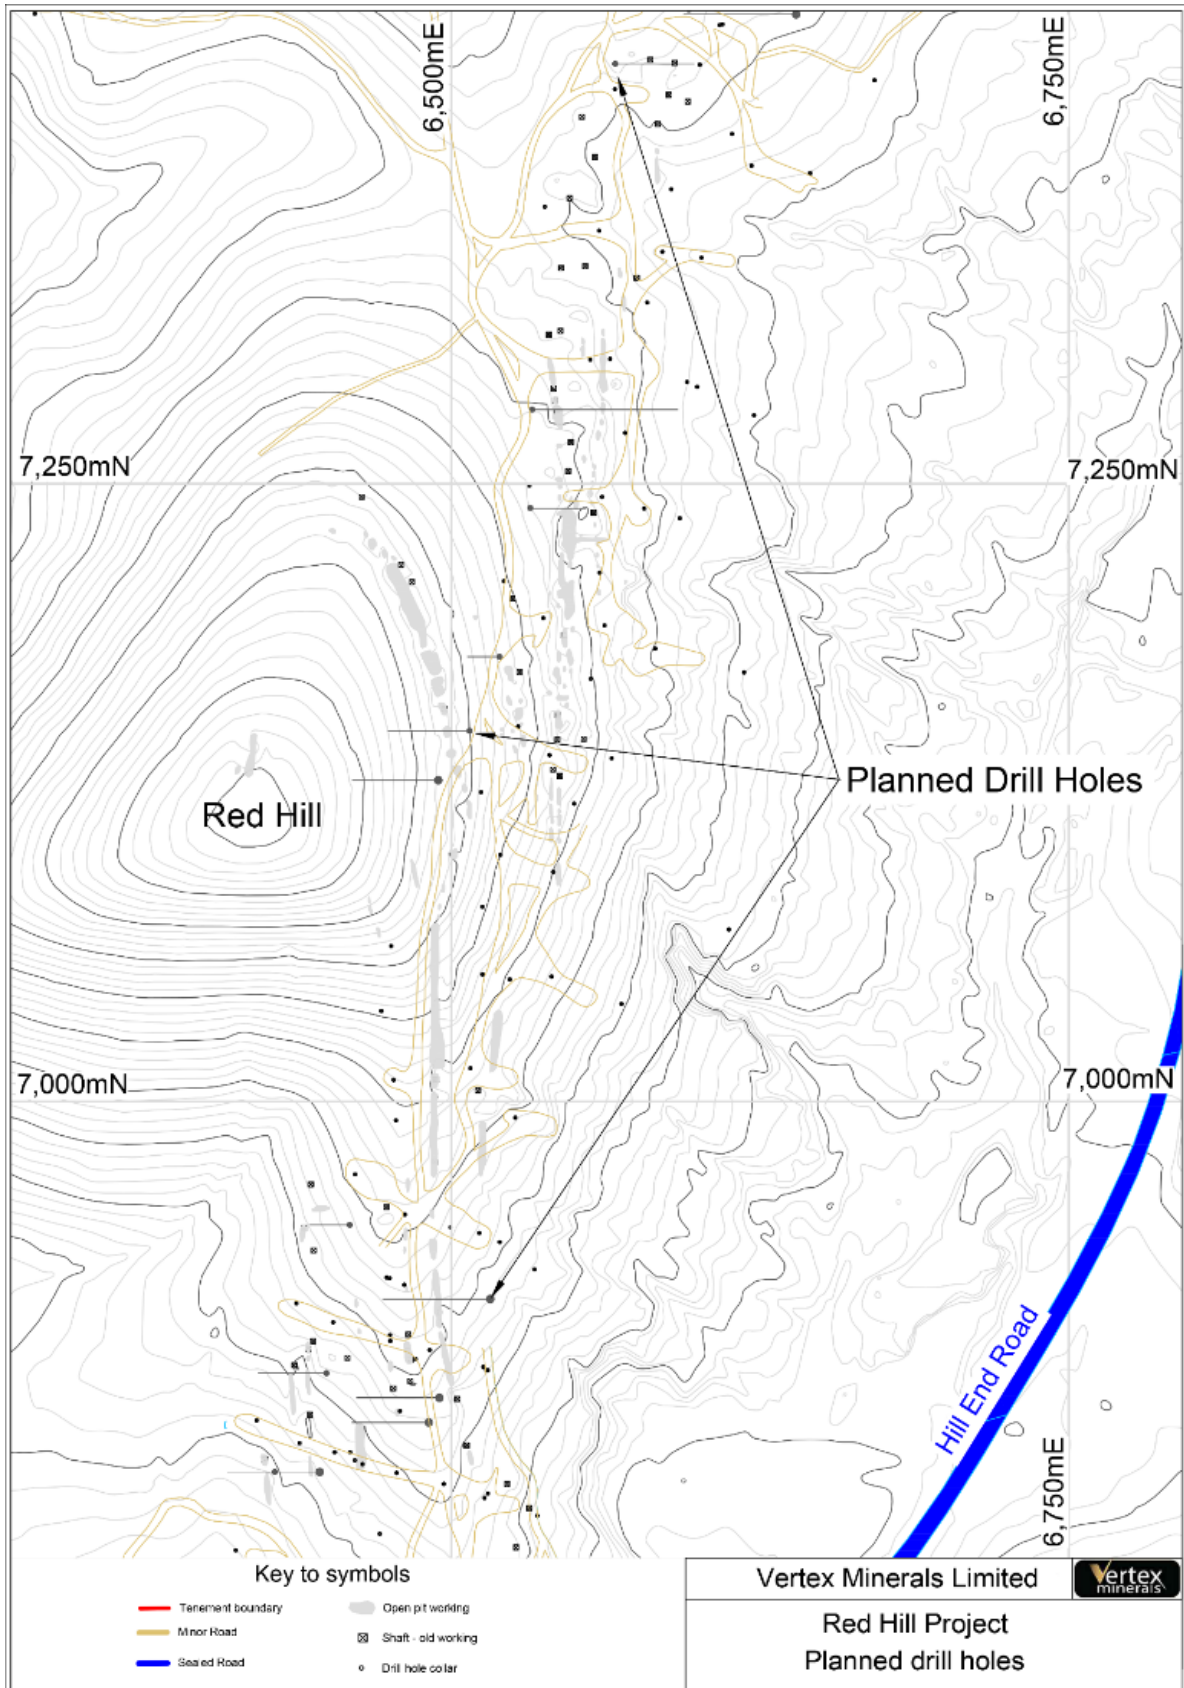 6,500mE
6,750mE
7,250mN
7,250mN
Red Hill
Planned Drill Holes
7,000mN
7,000mN
Hill End Road
6,750mE
Key to symbols
Tenement boundary
Minor Road
Sealed Road
Open pit working
Shaft - old working
Drill hole collar
Vertex Minerals Limited
Vertex
minerals
Red Hill Project
Planned drill holes